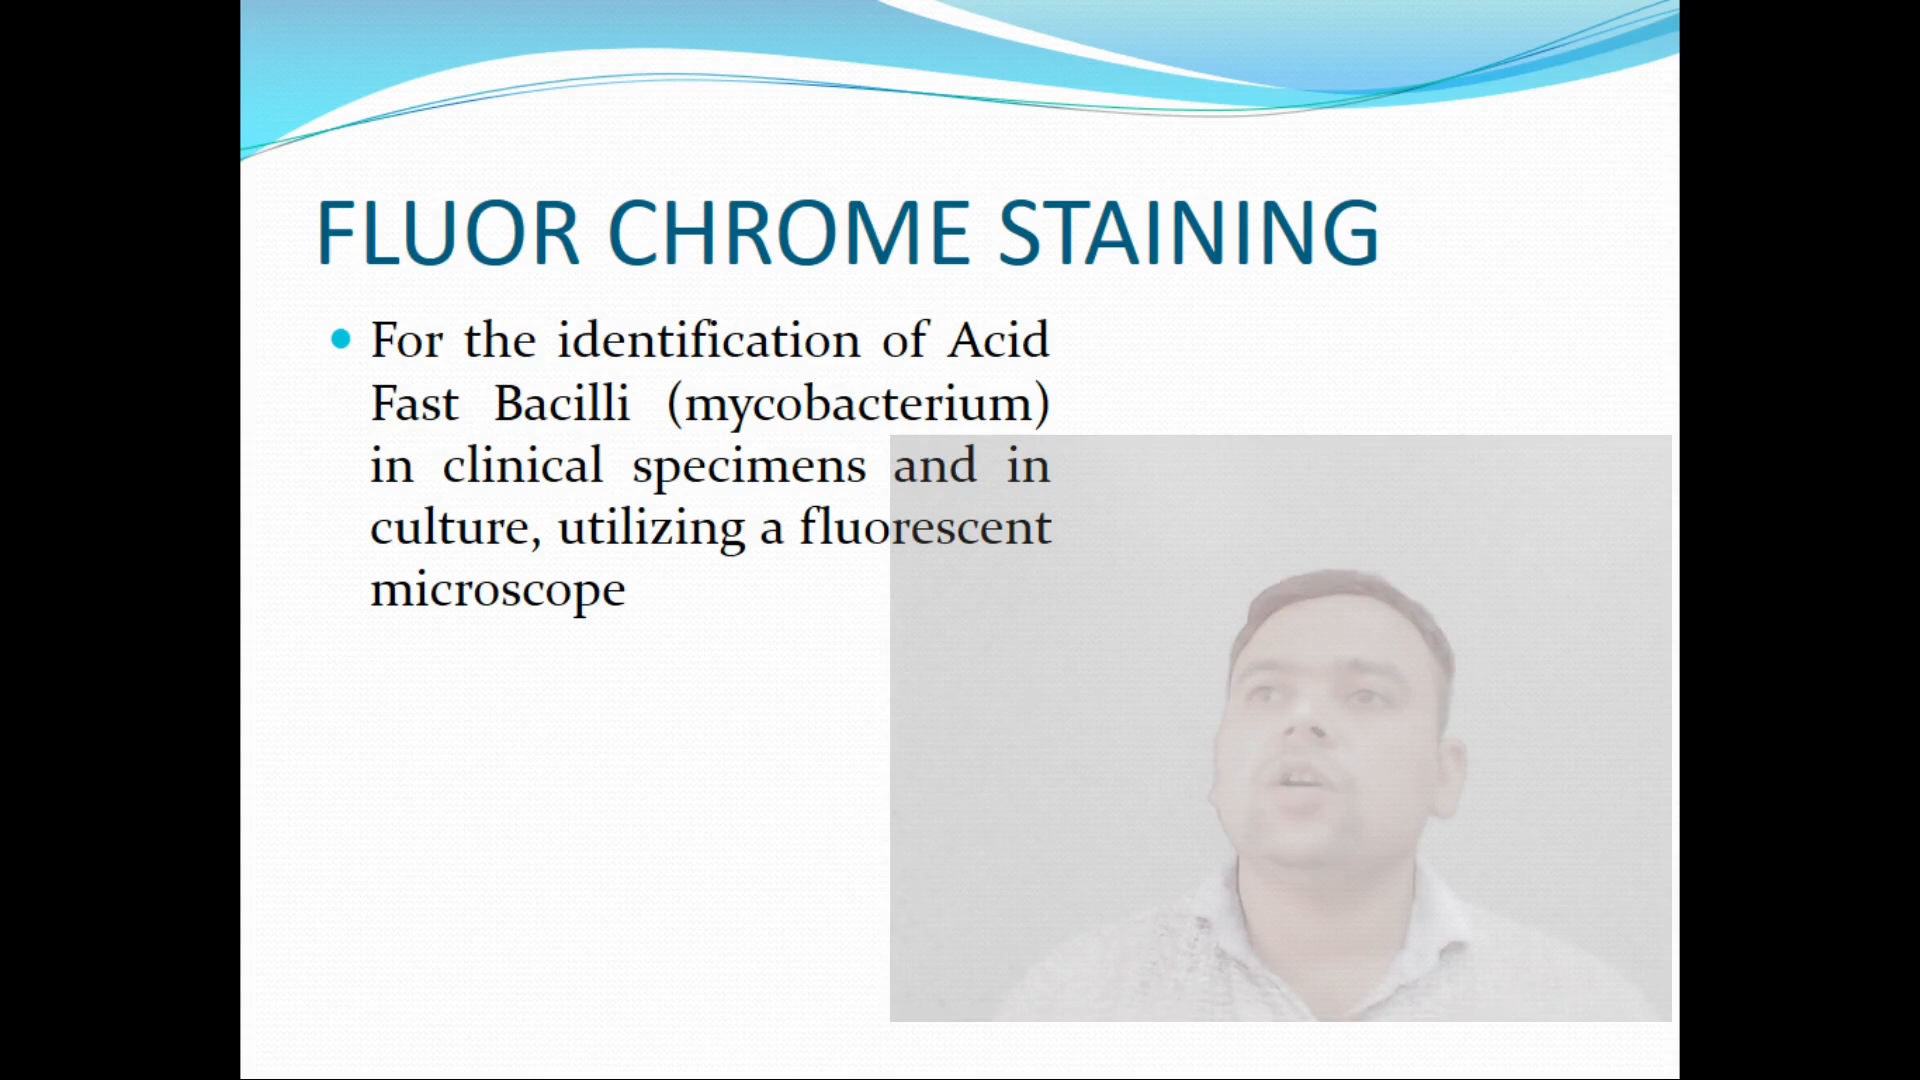 FLUOR CHROME STAINING
For the identification of Acid
Fast Bacilli (mycobacterium)
in clinical specimens and in
culture, utilizing a fluorescent
microscope